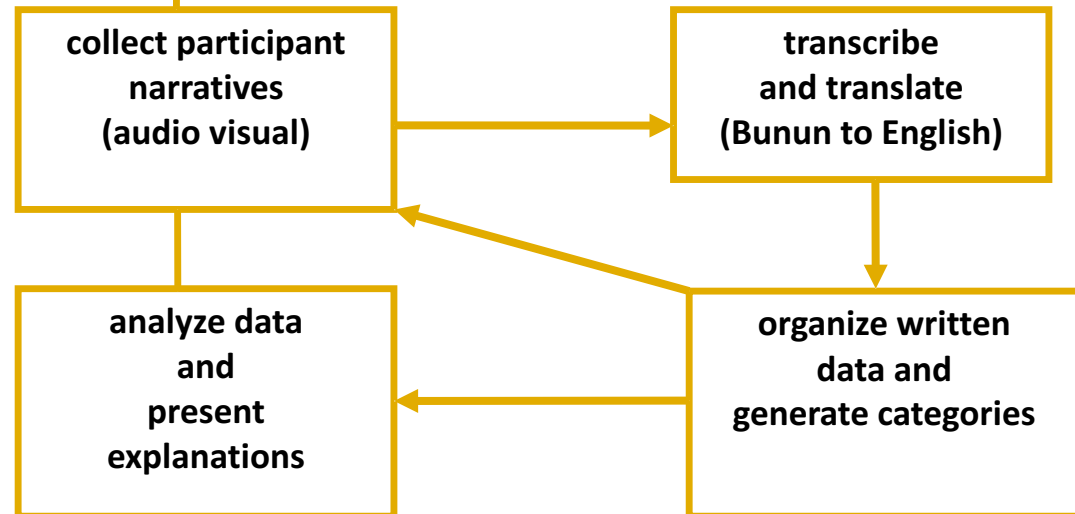 collect participant
narratives
(audio visual)
transcribe
and translate
(Bunun to English)
organize written
data and
generate categories
analyze data
and
present
explanations